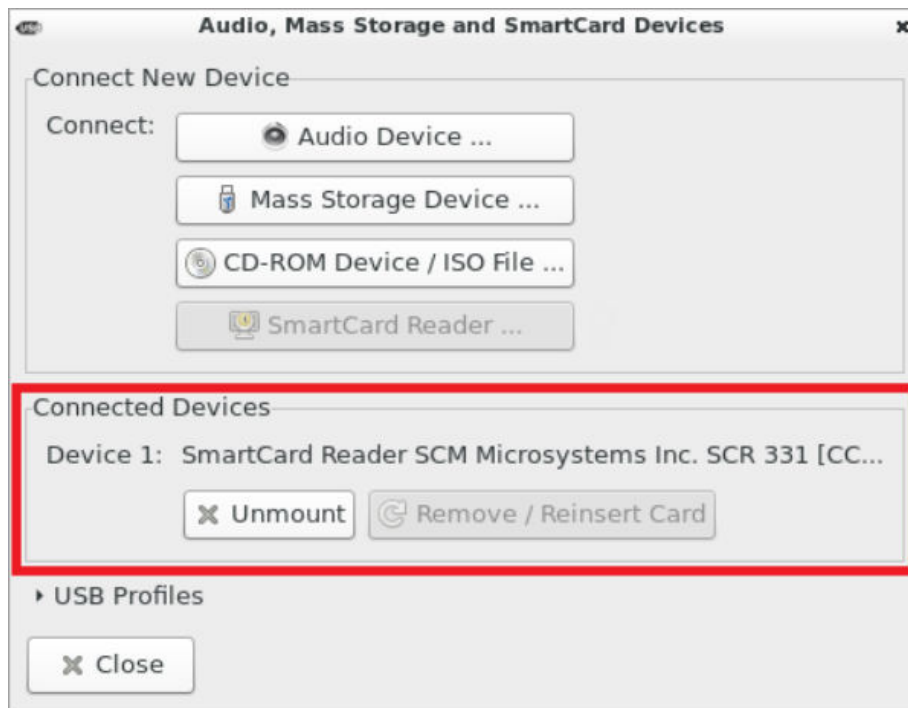 Audio, Mass Storage and SmartCard Devices
Connect New Device
Connect:
Audio Device ...
Mass Storage Device ...
CD-ROM Device / ISO File ...
SmartCard Reader ...
Connected Devices
Device 1: SmartCard Reader SCM Microsystems Inc. SCR 331 [CC...
Unmount Remove / Reinsert Card
USB Profiles
Close